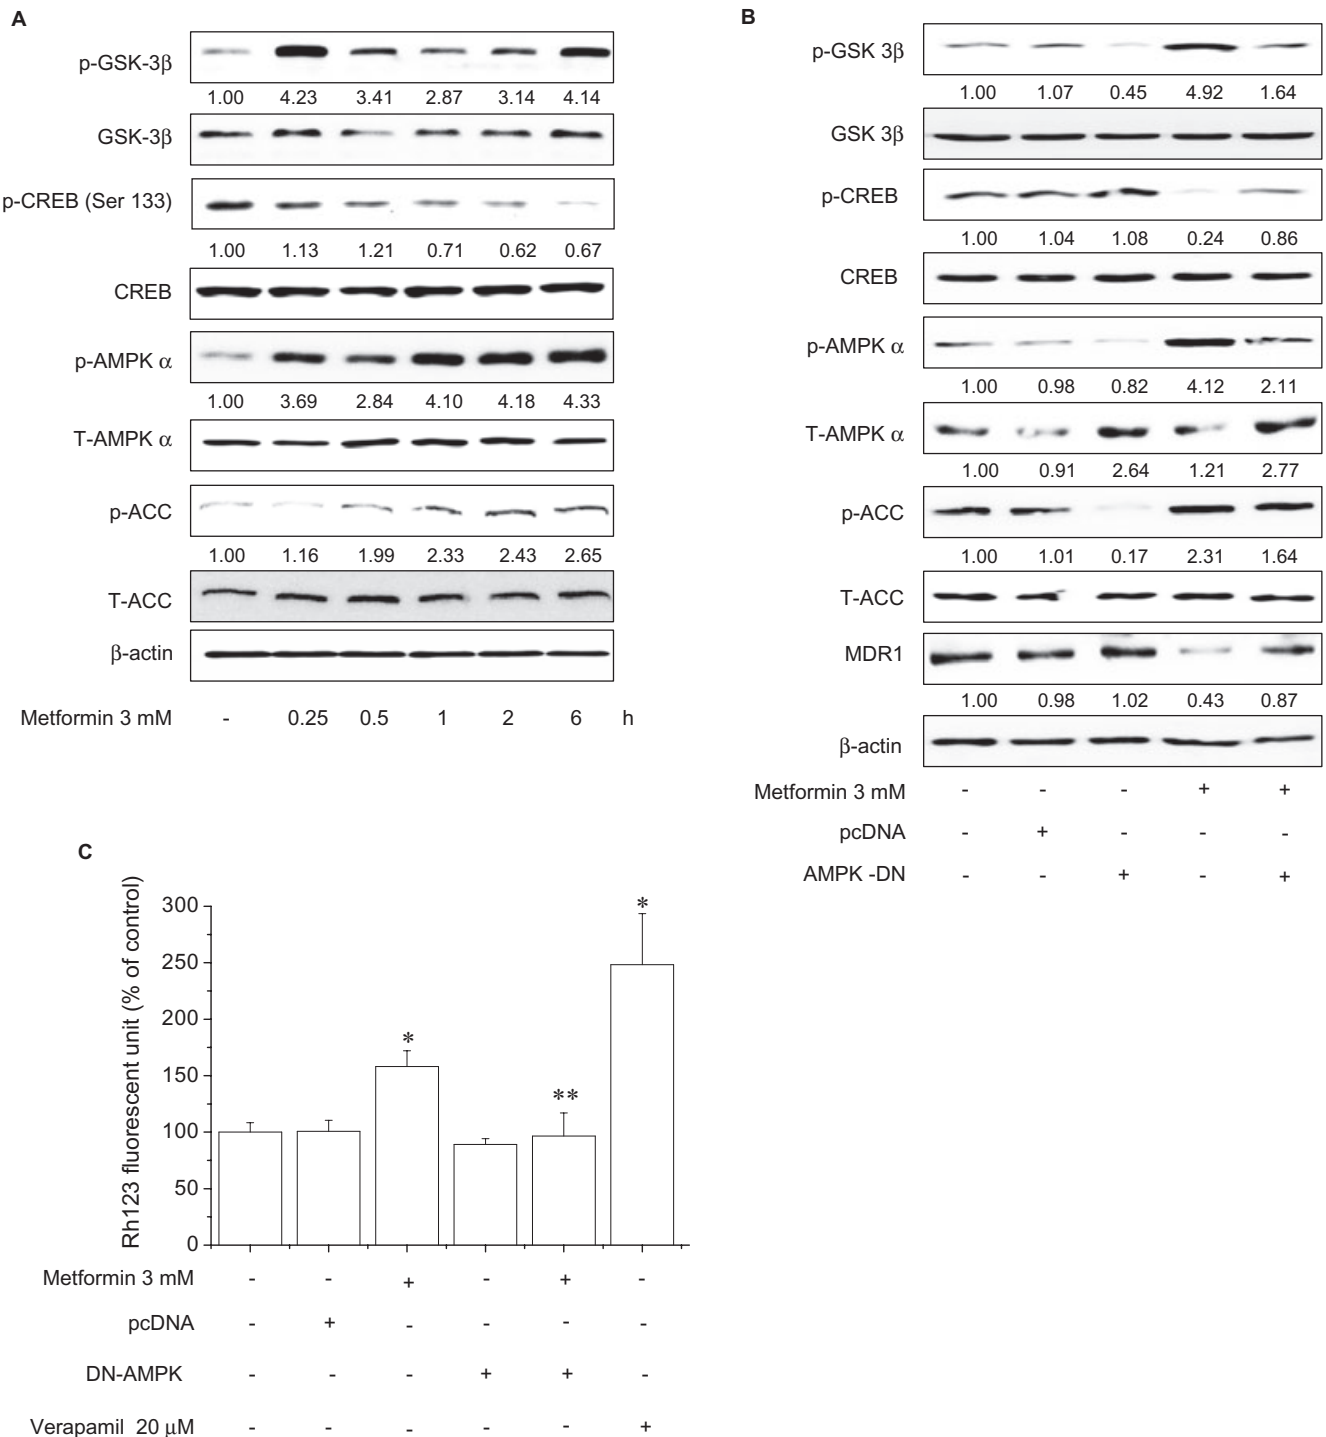 A
p-GSK-3β
1.00 4.23 3.41 2.87 3.14 4.14
GSK-3β
p-CREB (Ser 133)
1.00 1.13 1.21 0.71 0.62 0.67
CREB
p-AMPK α
1.00 3.69 2.84 4.10 4.18 4.33
T-AMPK α
p-ACC
1.00 1.16 1.99 2.33 2.43 2.65
T-ACC
β-actin
Metformin 3 mM - 0.25 0.5 1 2 6 h
B
p-GSK 3β
1.00 1.07 0.45 4.92 1.64
GSK 3β
p-CREB
1.00 1.04 1.08 0.24 0.86
CREB
p-AMPK α
1.00 0.98 0.82 4.12 2.11
T-AMPK α
1.00 0.91 2.64 1.21 2.77
p-ACC
1.00 1.01 0.17 2.31 1.64
T-ACC
MDR1
1.00 0.98 1.02 0.43 0.87
β-actin
Metformin 3 mM - - - + +
pcDNA - + - - -
AMPK -DN - - + - +
C
Rh123 fluorescent unit (% of control)
300
250
200
150
100
50
0
*
**
*
Metformin 3 mM - - + - + -
pcDNA - + - - - -
DN-AMPK - - - + + -
Verapamil 20 μM - - - - - +